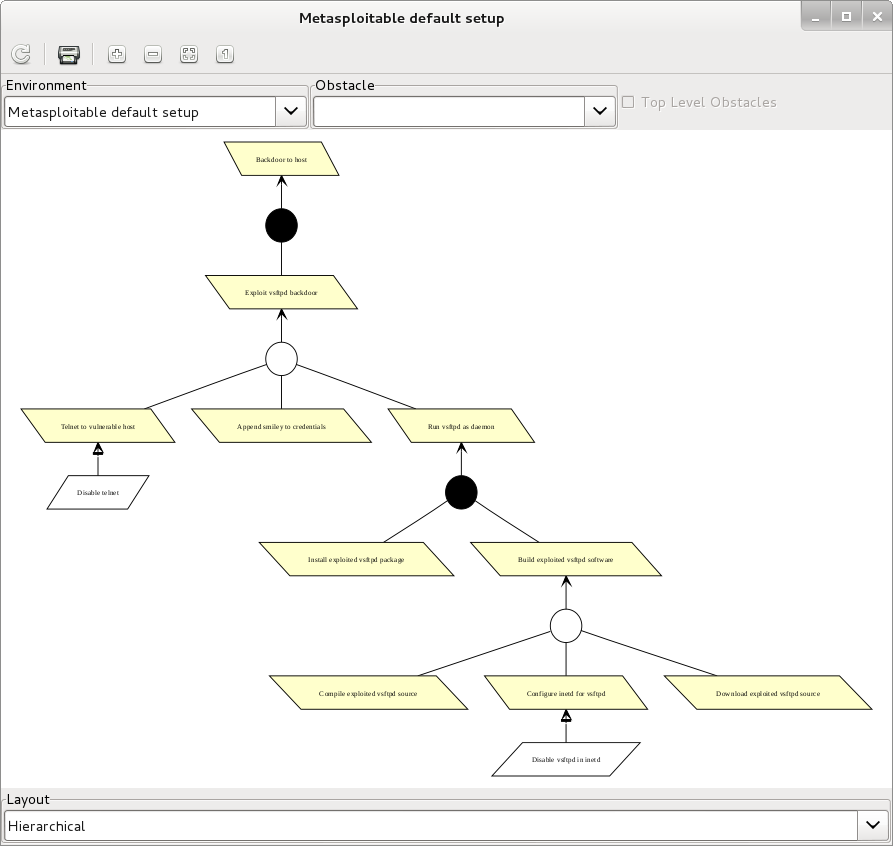 Metasploitable default setup
1
Environment
Obstacle
Metasploitable default setup
Top Level Obstacles
Backdoor to host
Exploit vsftpd backdoor
Telnet to vulnerable host
Append smiley to credentials
Run vsftpd as daemon
Disable telnet
Install exploited vsftpd package
Build exploited vsftpd software
Compile exploited vsftpd source
Configure inetd for vsftpd
Download exploited vsftpd source
Disable vsftpd in inetd
Layout
Hierarchical